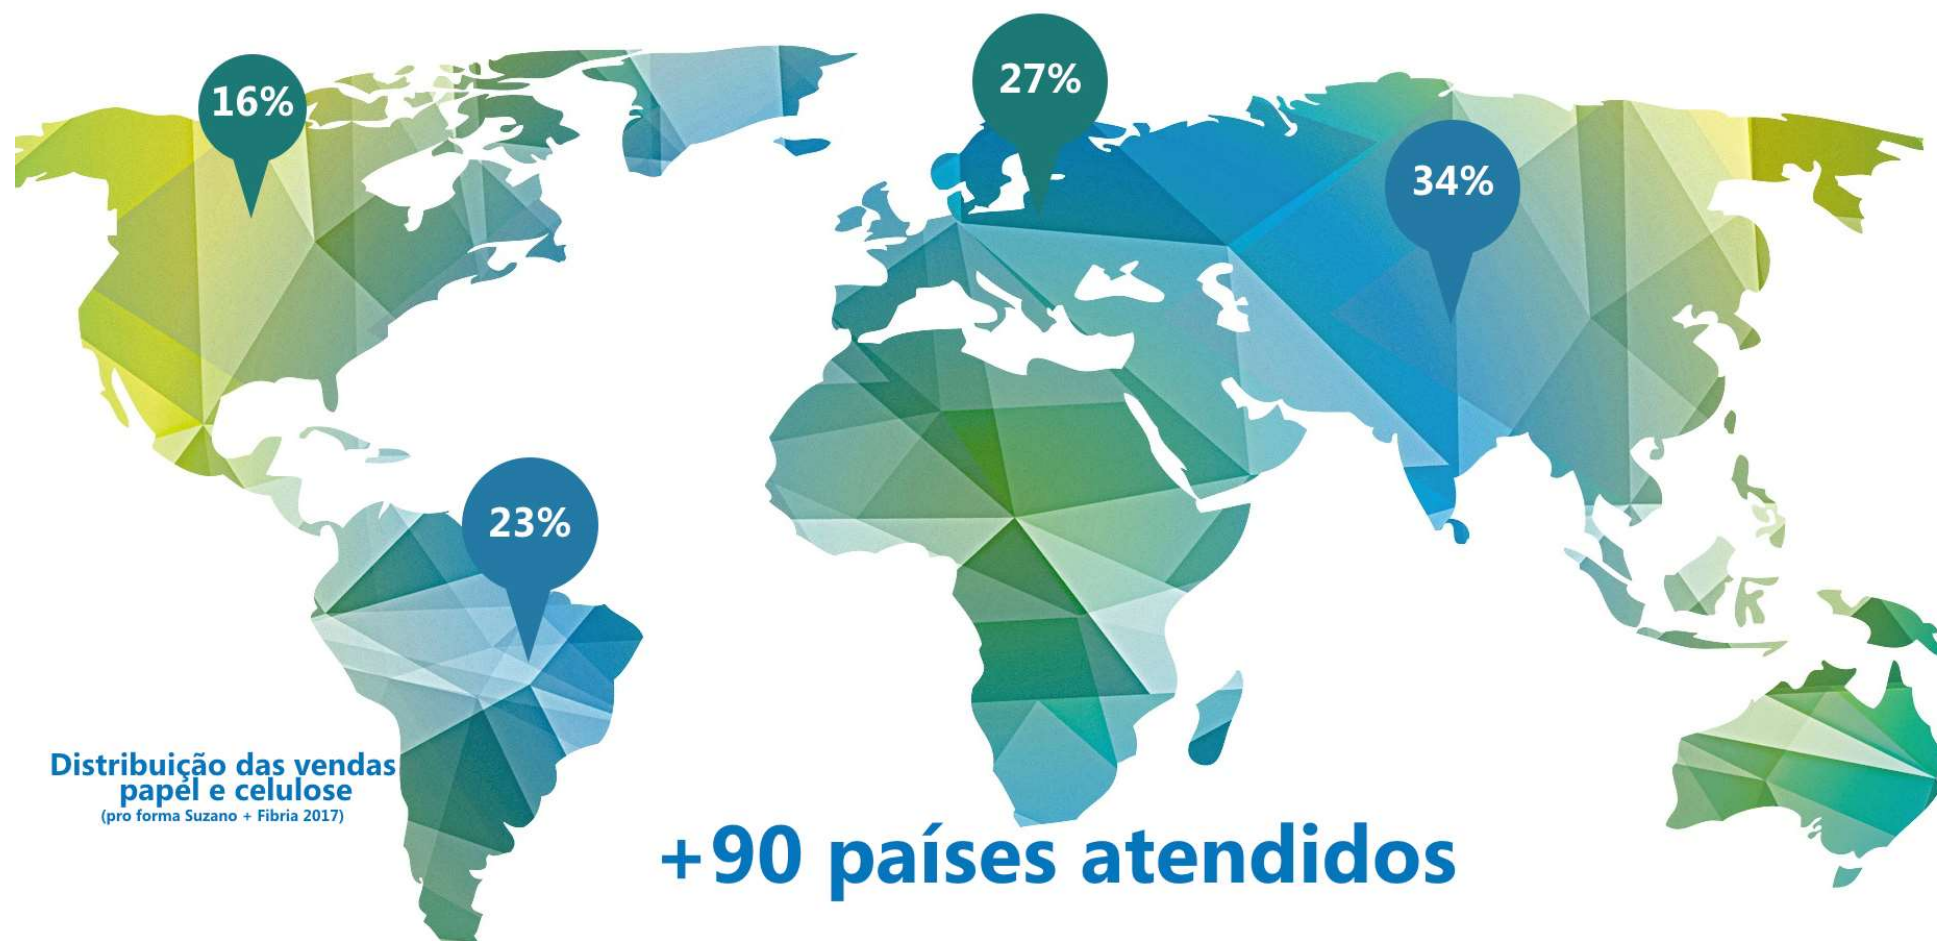 16%
27%
34%
23%
Distribuição das vendas
papel e celulose
(pro forma Suzano + Fibria 2017)
+90 países atendidos